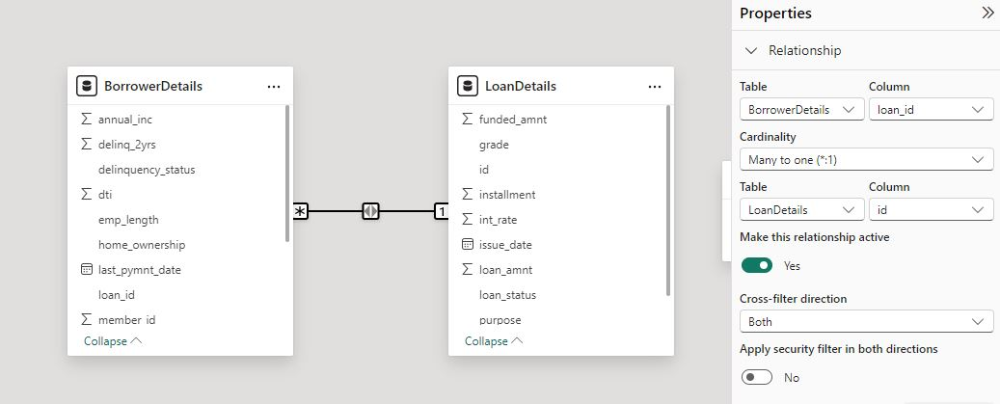 BorrowerDetails
annual_inc
delinq_2yrs
delinquency_status
dti
emp_length
home_ownership
last_pymnt_date
loan_id
member_id
Collapse
*
1
LoanDetails
funded_amnt
grade
id
installment
int_rate
issue_date
loan_amnt
loan_status
purpose
Collapse
Properties
Relationship
Table Column
BorrowerDetails loan_id
Cardinality
Many to one (*:1)
Table Column
LoanDetails id
Make this relationship active
Yes
Cross-filter direction
Both
Apply security filter in both directions
No